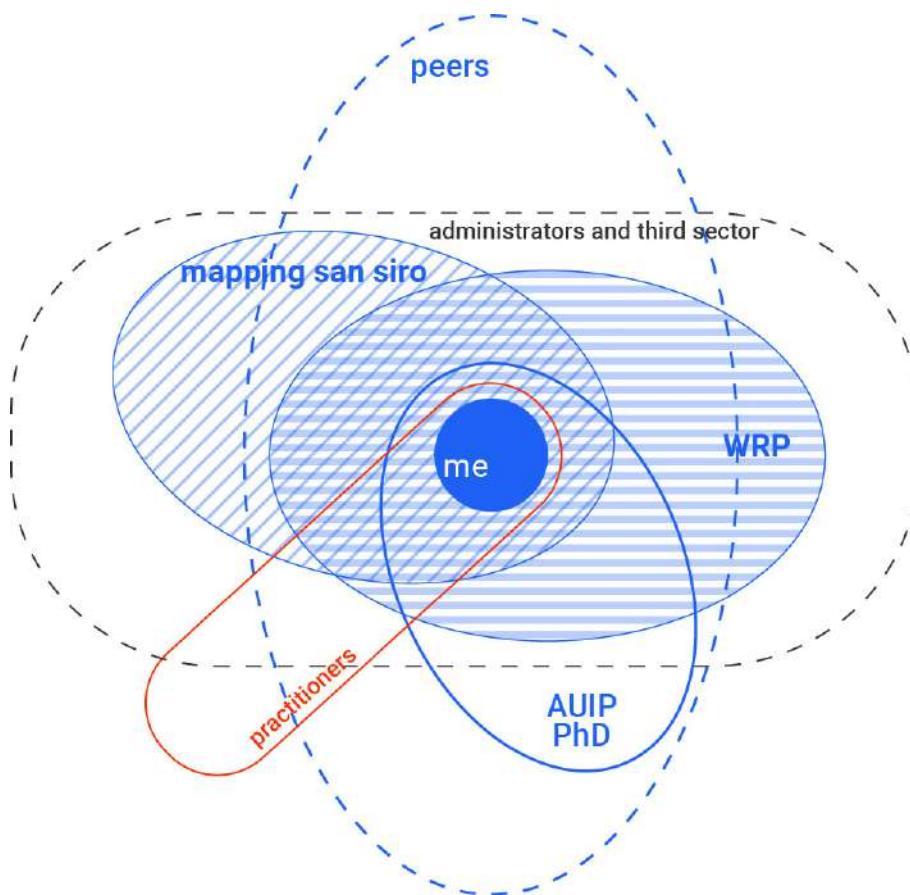 peers
administrators and third sector
mapping san siro
WRP
me
practitioners
AUIP
PhD